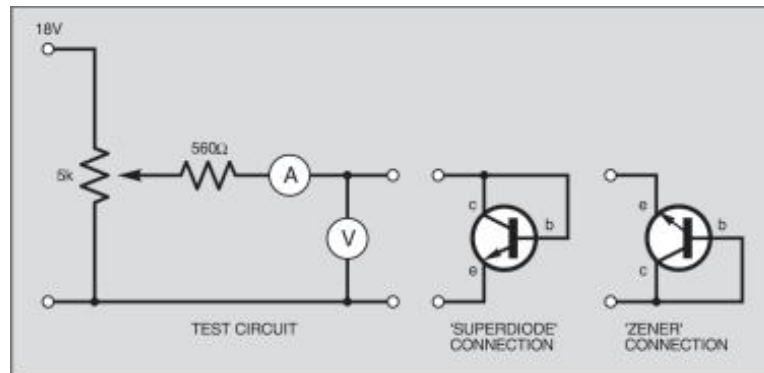 18V
5k
560Ω
A
V
TEST CIRCUIT
c
b
e
'SUPERDIODE'
CONNECTION
e
b
c
'ZENER'
CONNECTION